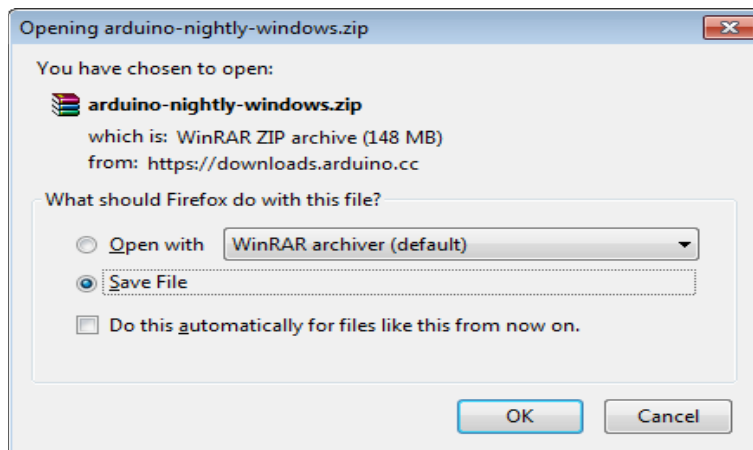 Opening arduino-nightly-windows.zip
You have chosen to open:
arduino-nightly-windows.zip
which is: WinRAR ZIP archive (148 MB)
from: https://downloads.arduino.cc
What should Firefox do with this file?
Open with WinRAR archiver (default)
Save File
Do this automatically for files like this from now on.
OK Cancel